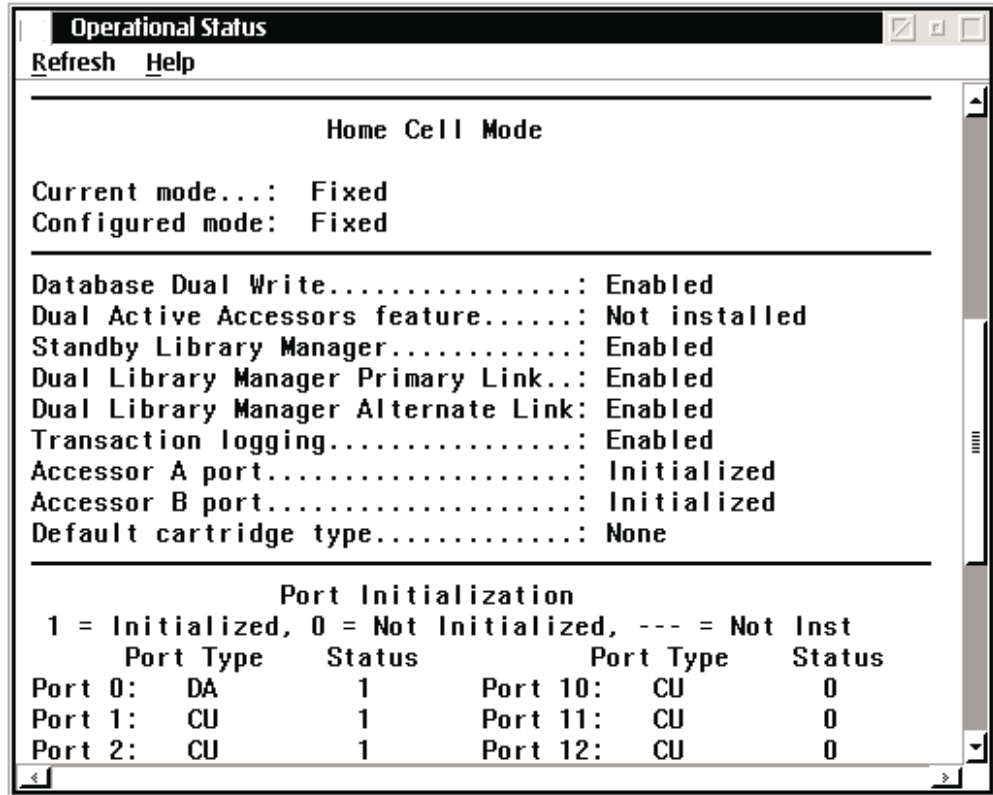 Operational Status
Refresh Help
Home Cell Mode
Current mode...: Fixed
Configured mode: Fixed
Database Dual Write.................: Enabled
Dual Active Accessors feature......: Not installed
Standby Library Manager.............: Enabled
Dual Library Manager Primary Link..: Enabled
Dual Library Manager Alternate Link: Enabled
Transaction logging.................: Enabled
Accessor A port.....................: Initialized
Accessor B port.....................: Initialized
Default cartridge type..............: None
Port Initialization
1 = Initialized, 0 = Not Initialized, --- = Not Inst
Port Type Status Port Type Status
Port 0: DA 1 Port 10: CU 0
Port 1: CU 1 Port 11: CU 0
Port 2: CU 1 Port 12: CU 0